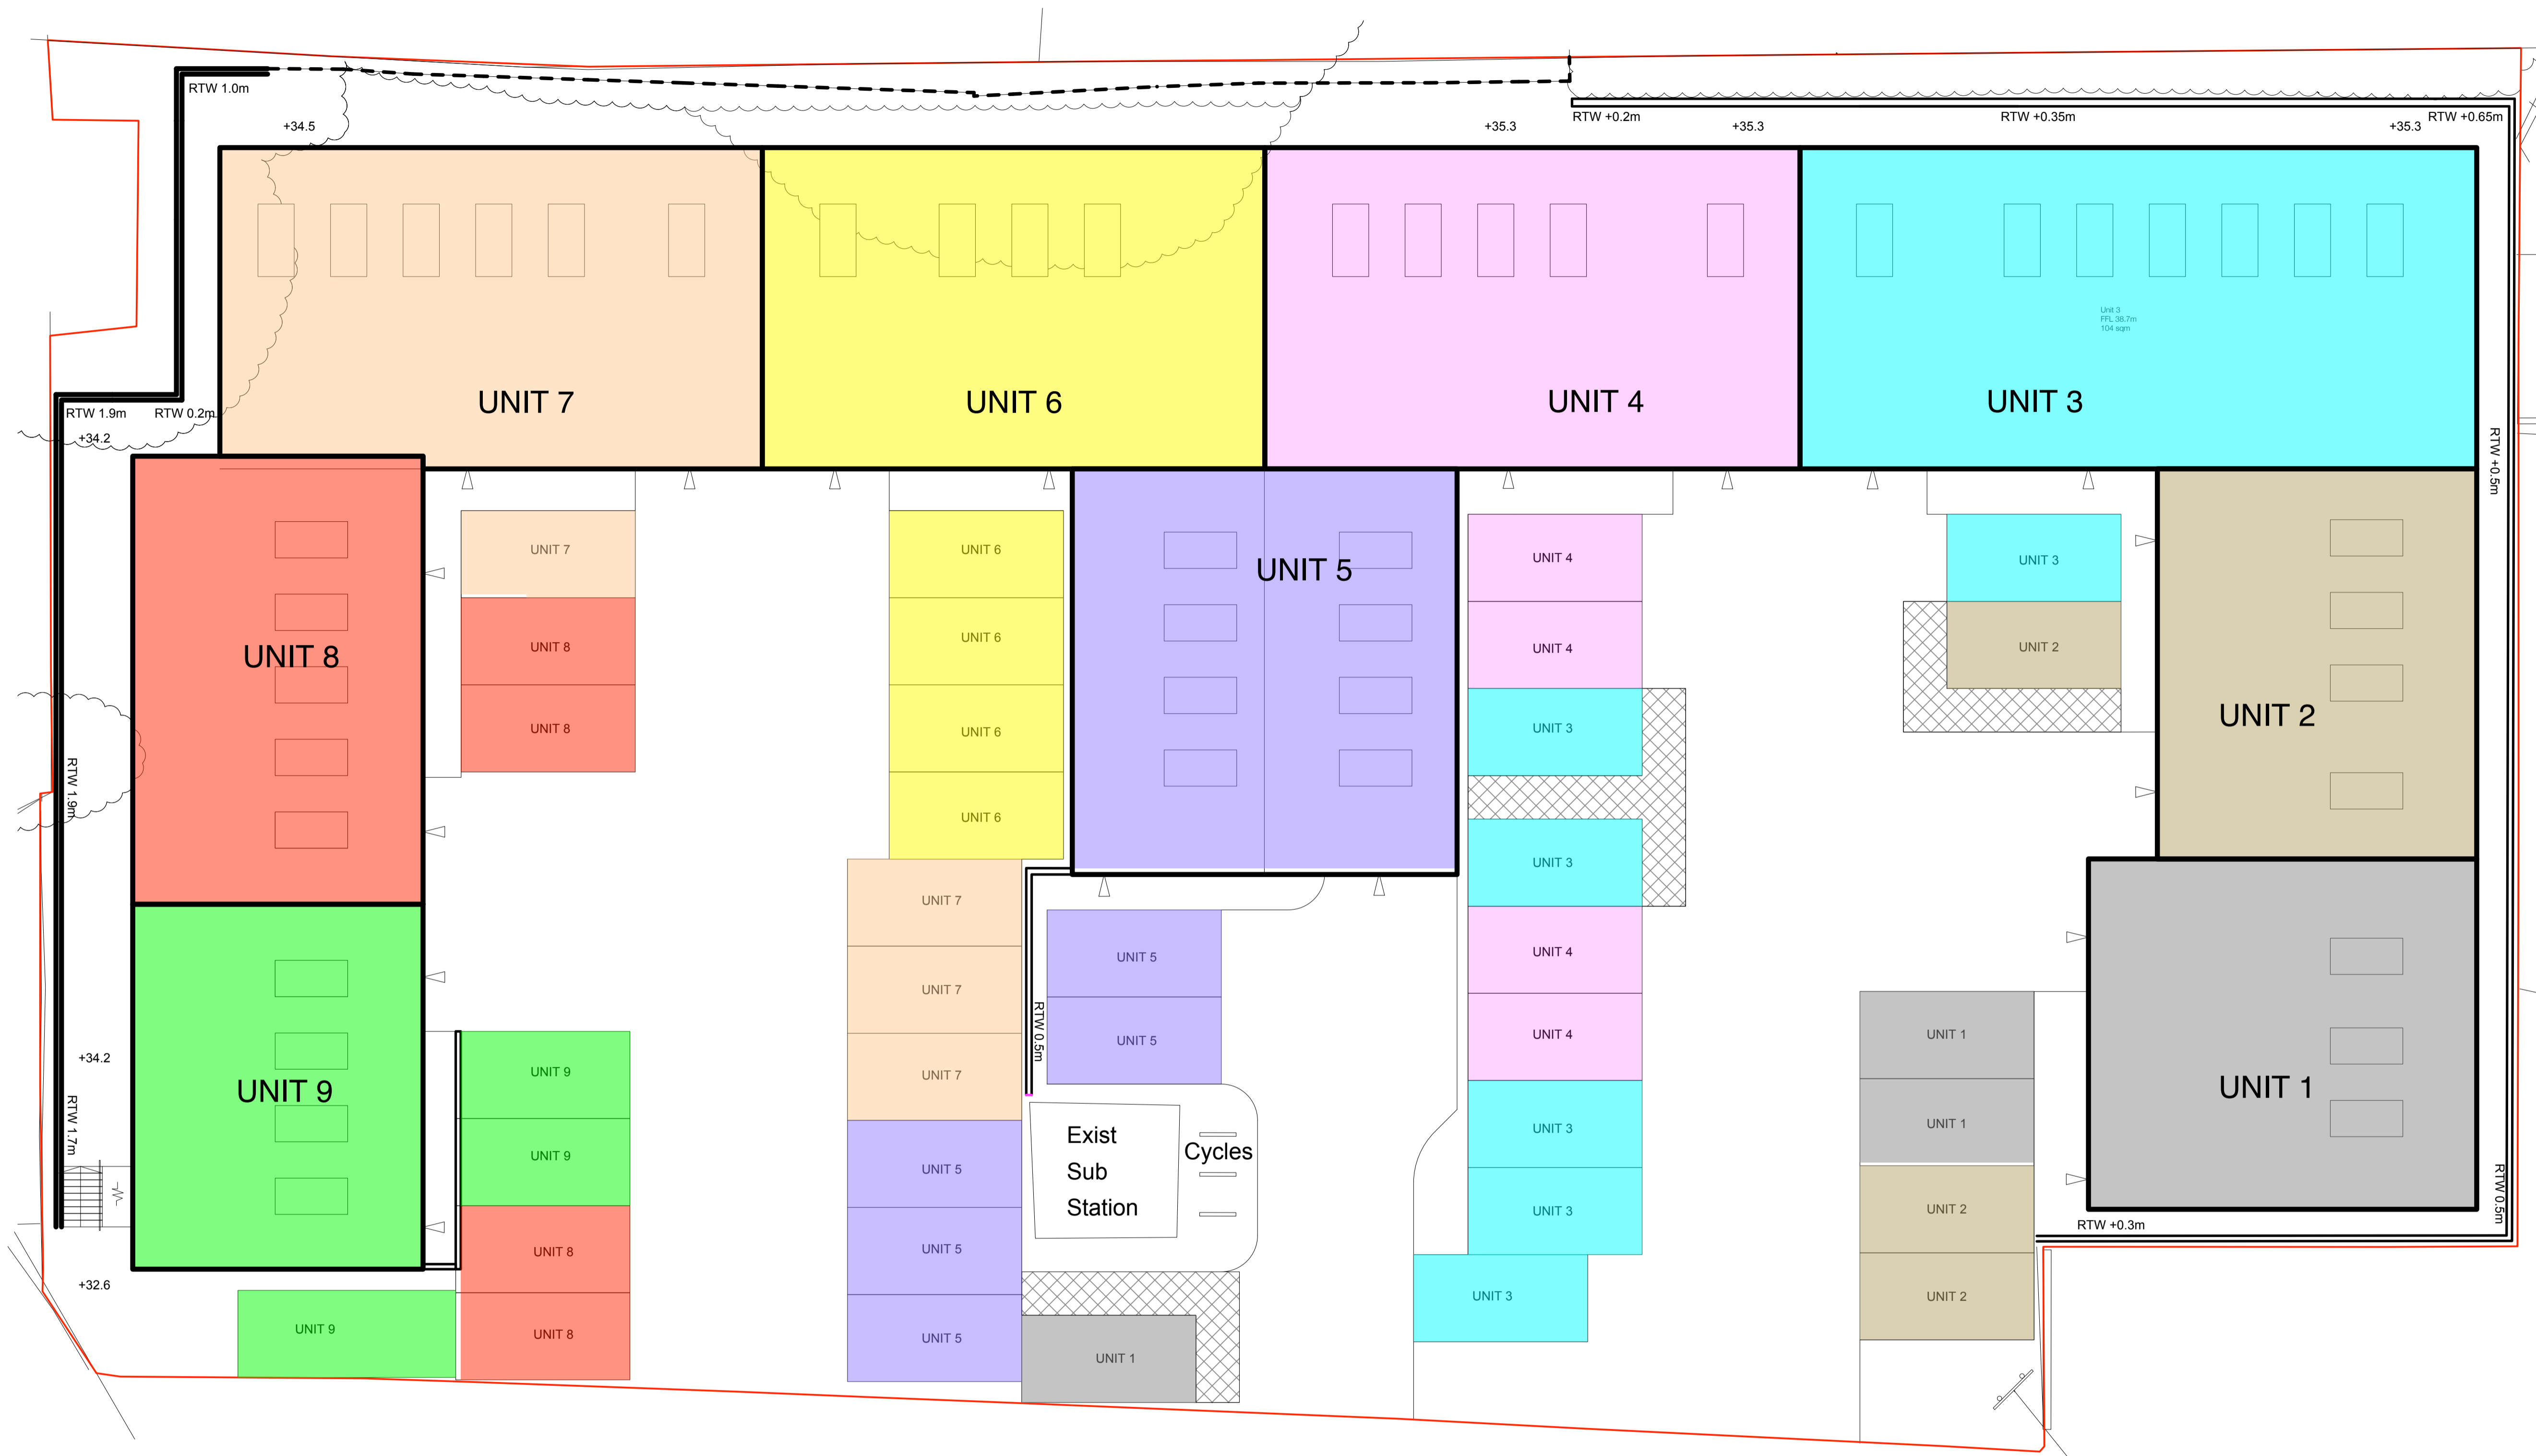 RTW 1.0m
+34.5
+35.3
RTW +0.2m
+35.3
RTW +0.35m
+35.3
RTW +0.65m
Unit 3
FFL 38.7m
104 sqm
UNIT 7
UNIT 6
UNIT 4
UNIT 3
RTW 1.9m
RTW 0.2m
+34.2
RTW +0.5m
UNIT 7
UNIT 6
UNIT 5
UNIT 4
UNIT 3
UNIT 8
UNIT 8
UNIT 6
UNIT 4
UNIT 2
UNIT 8
UNIT 6
UNIT 3
UNIT 2
RTW 1.9m
UNIT 6
UNIT 3
UNIT 7
UNIT 5
UNIT 4
UNIT 7
RTW 0.5m
UNIT 5
UNIT 4
UNIT 1
+34.2
UNIT 9
UNIT 9
UNIT 7
UNIT 1
RTW 1.7m
UNIT 9
UNIT 5
Exist
Sub
Station
Cycles
UNIT 3
UNIT 1
UNIT 3
UNIT 2
RTW +0.3m
RTW 0.5m
+32.6
UNIT 8
UNIT 5
UNIT 3
UNIT 2
UNIT 9
UNIT 8
UNIT 5
UNIT 1